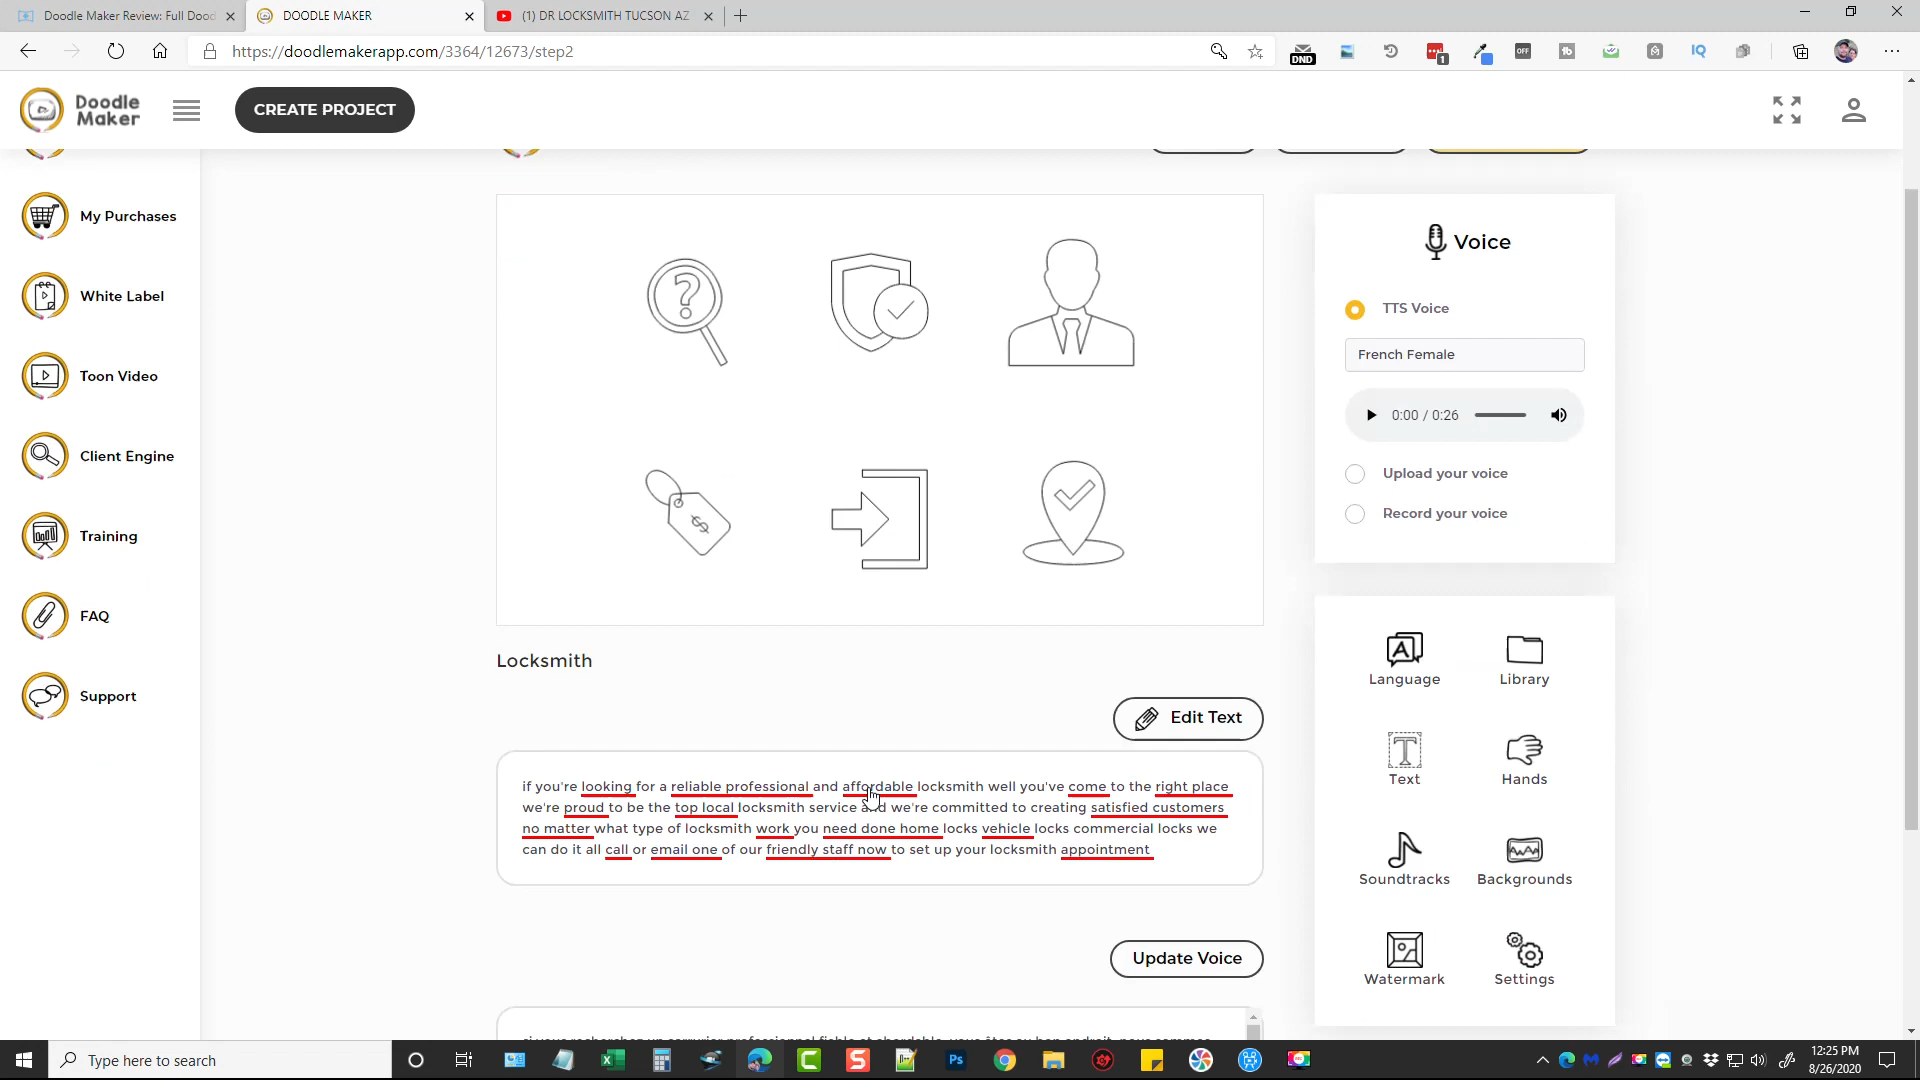 Doodle Maker Review: Full Dood
DOODLE MAKER
(1) DR LOCKSMITH TUCSON AZ
https://doodlemakerapp.com/3364/12673/step2
DND
1
OFF
tb
IQ
Doodle
Maker
CREATE PROJECT
My Purchases
White Label
Toon Video
Client Engine
Training
FAQ
Support
?
$
Locksmith
Edit Text
if you're looking for a reliable professional and affordable locksmith well you've come to the right place
we're proud to be the top local locksmith service and we're committed to creating satisfied customers
no matter what type of locksmith work you need done home locks vehicle locks commercial locks we
can do it all call or email one of our friendly staff now to set up your locksmith appointment
Update Voice
Voice
TTS Voice
French Female
0:00 / 0:26
Upload your voice
Record your voice
A
Language
Library
T
Text
Hands
Soundtracks
Backgrounds
Watermark
Settings
Type here to search
Ps
12:25 PM
8/26/2020